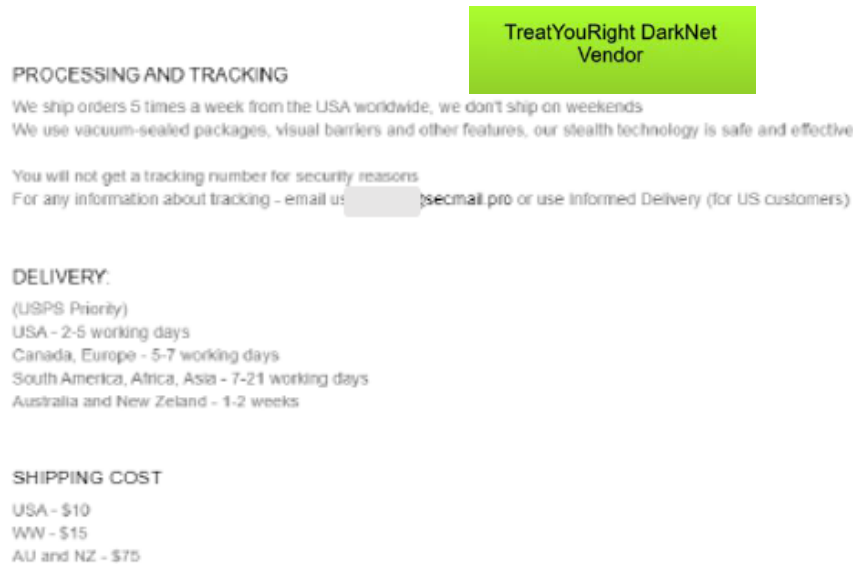 TreatYouRight DarkNet
Vendor
PROCESSING AND TRACKING
We ship orders 5 times a week from the USA worldwide, we don't ship on weekends
We use vacuum-sealed packages, visual barriers and other features, our stealth technology is safe and effective
You will not get a tracking number for security reasons
For any information about tracking - email us secmail.pro or use Informed Delivery (for US customers)
DELIVERY:
(USPS Priority)
USA - 2-5 working days
Canada, Europe - 5-7 working days
South America, Africa, Asia - 7-21 working days
Australia and New Zeland - 1-2 weeks
SHIPPING COST
USA - $10
WW - $15
AU and NZ - $75